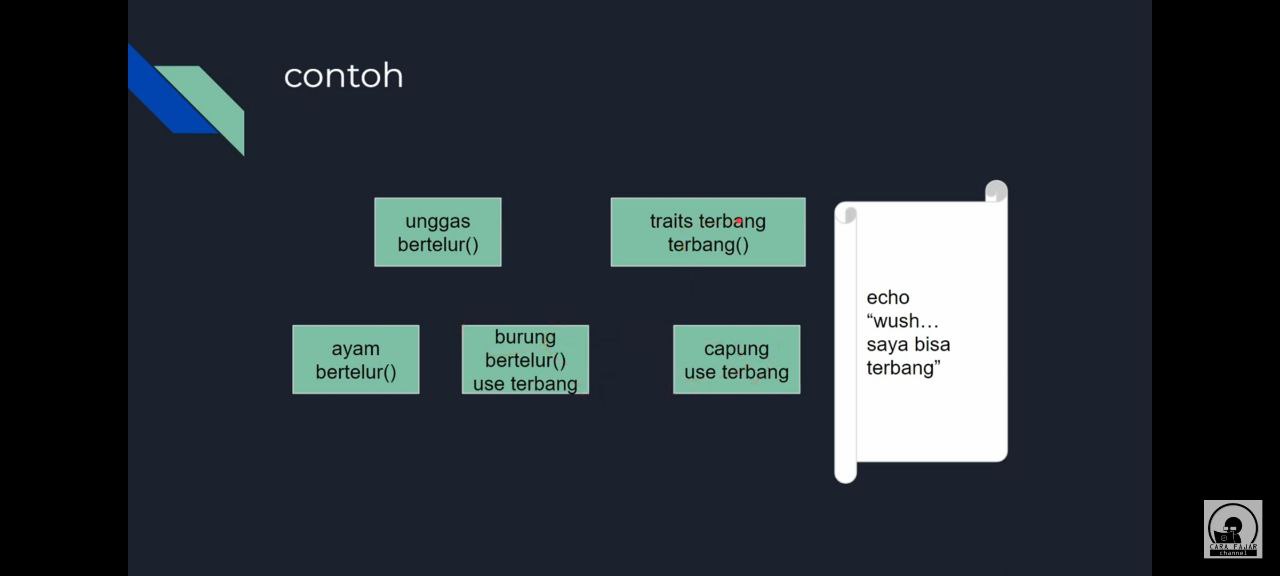 contoh
unggas
bertelur()
traits terbang
terbang()
echo
“wush…
saya bisa
terbang”
ayam
bertelur()
burung
bertelur()
use terbang
capung
use terbang
CARA FAJAR
channel